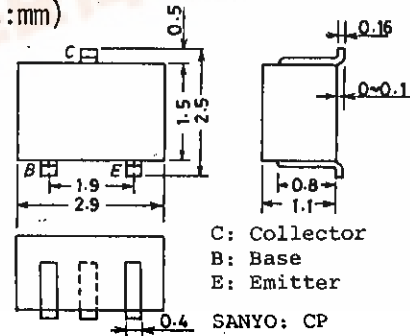 :mm)
0.5
C
0.16
1.5
2.5
0~0.1
B
E
1.9
2.9
0.8
1.1
C: Collector
B: Base
E: Emitter
0.4
SANYO: CP